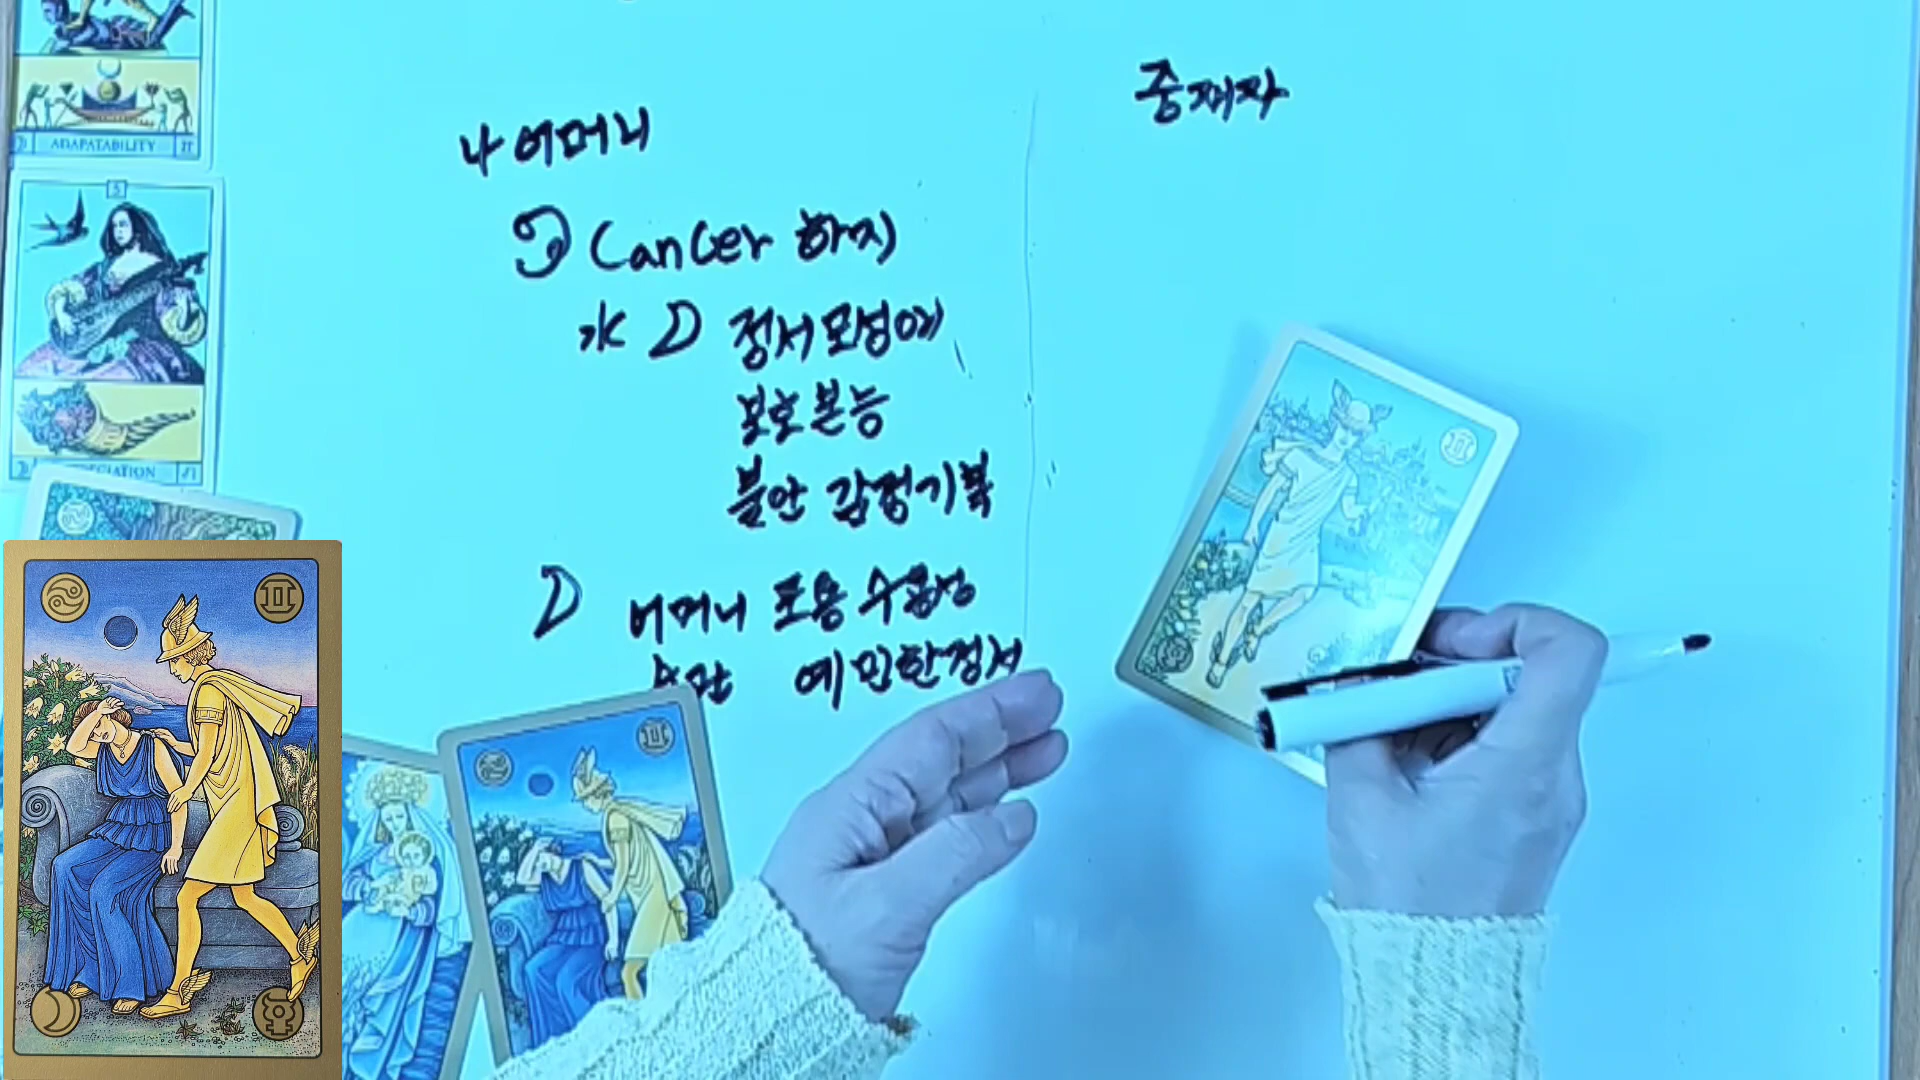 ADAPATABILITY
5
중재자
나 어머니
Cancer 하지
水 정서 모성애
보호본능
불안 감정기복
어머니 포용 수용성
예민한정서